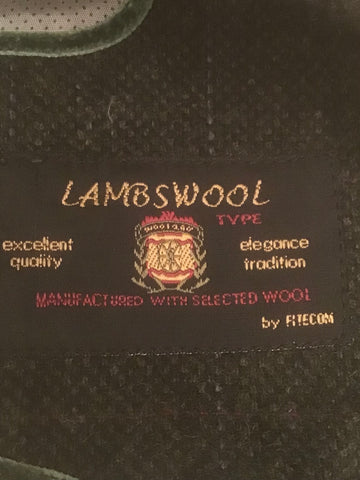 LAMBSWOOL
TYPE
excellent quality
elegance tradition
MANUFACTURED WITH SELECTED WOOL
by FITECOM